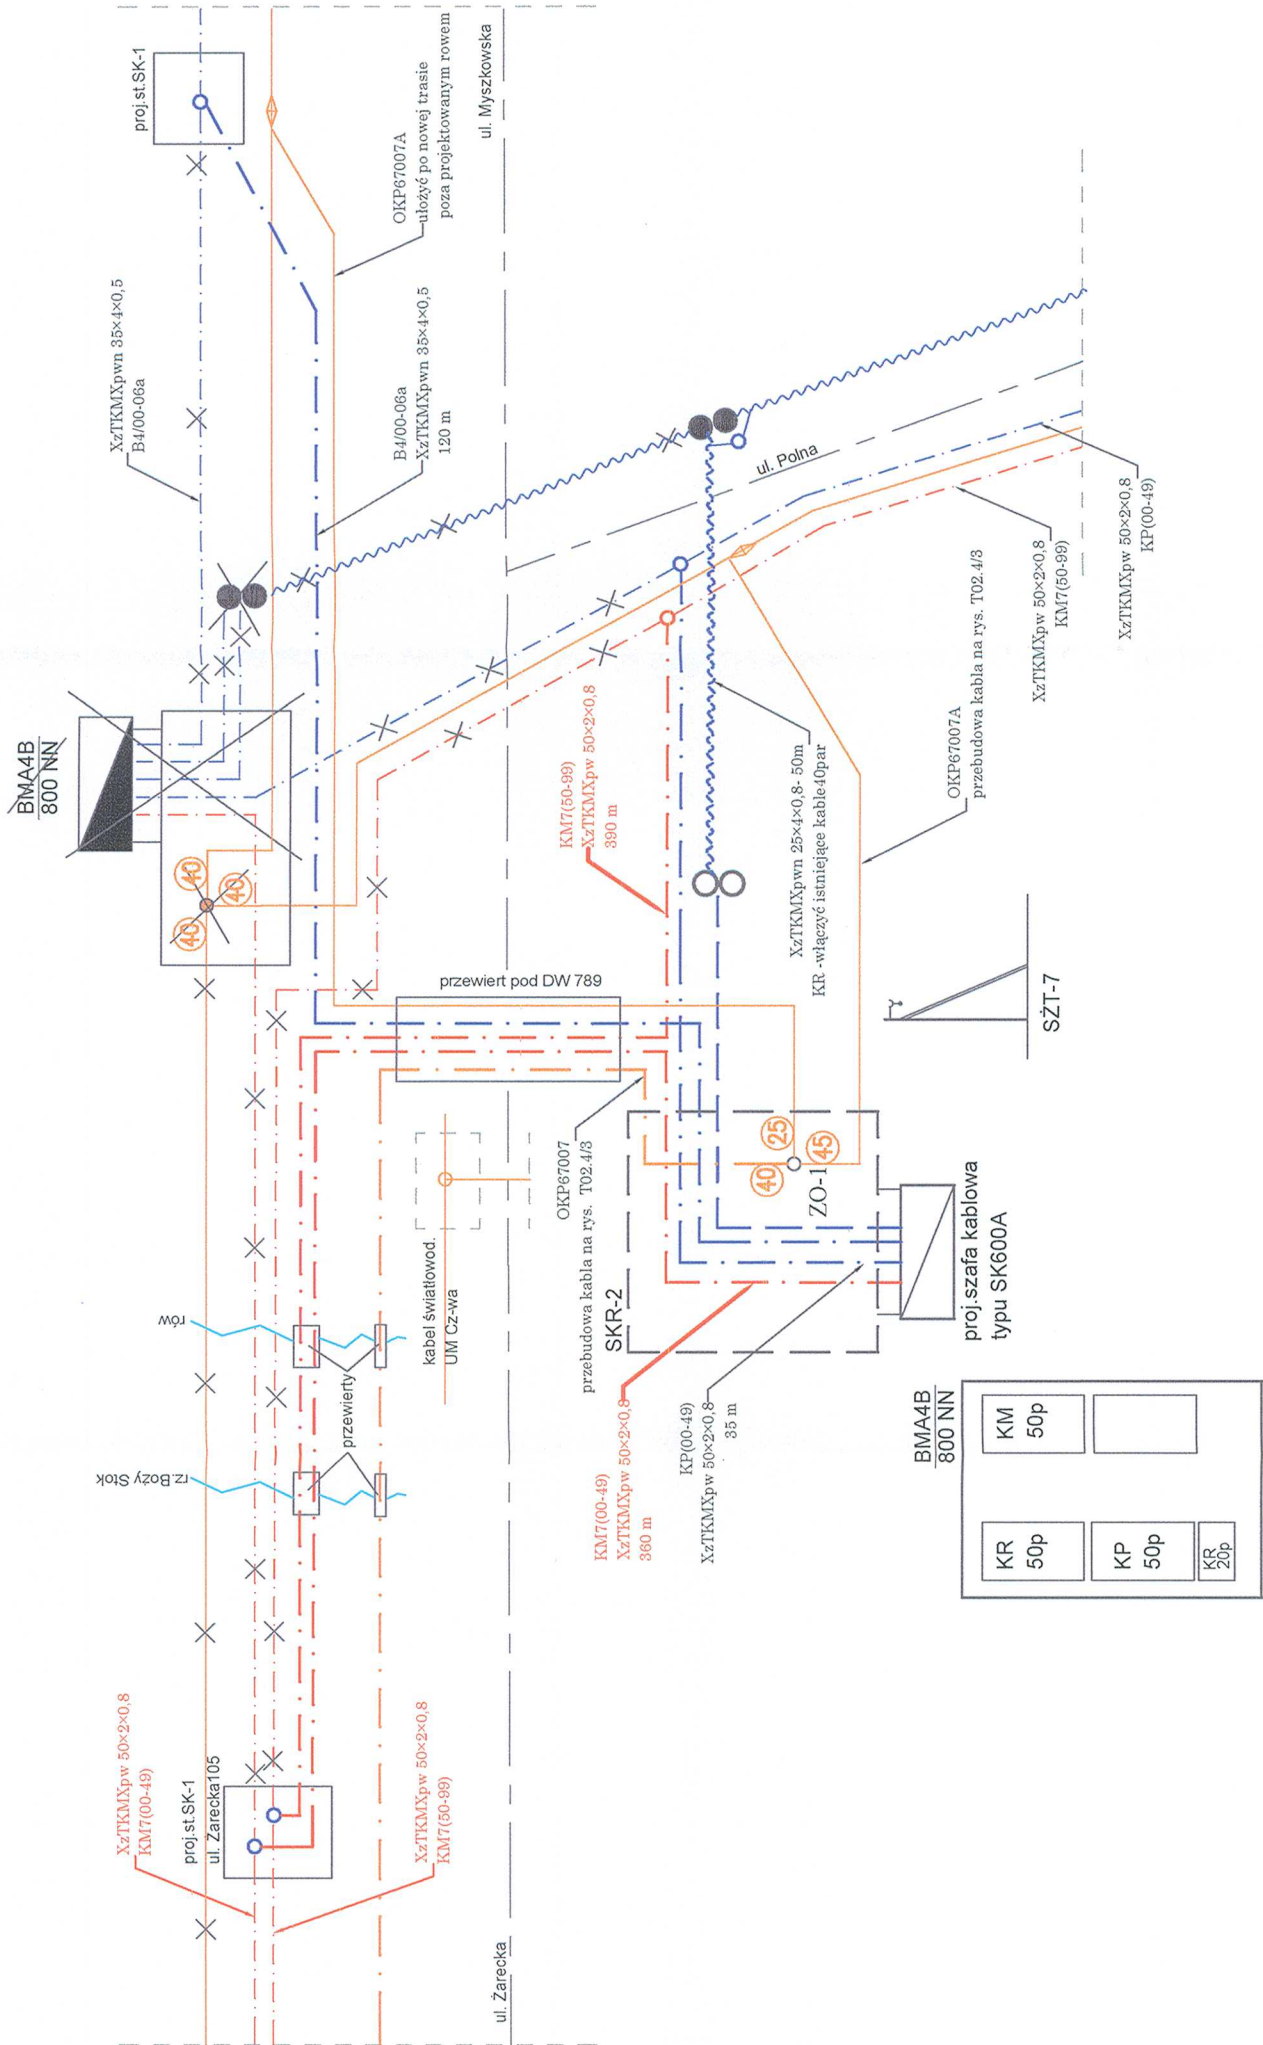 XzTKMXpw 50×2×0,8
KM7(00-49)
proj.st.SK-1
ul. Żarecka105
XzTKMXpw 50×2×0,8
KM7(50-99)
ul. Żarecka
rz.Boży Stok
rów
przewierty
kabel światłowod.
UM Cz-wa
BMA4B
800 NN
40
40
40
przewiert pod DW 789
XzTKMXpwn 35×4×0,5
B4/00-06a
B4/00-06a
XzTKMXpwn 35×4×0,5
120 m
proj.st.SK-1
OKP67007A
ułożyć po nowej trasie
poza projektowanym rowem
ul. Myszkowska
ul. Polna
KM7(50-99)
XzTKMXpw 50×2×0,8
390 m
OKP67007
przebudowa kabla na rys. T02.4/3
SKR-2
KM7(00-49)
XzTKMXpw 50×2×0,8
360 m
KP(00-49)
XzTKMXpw 50×2×0,8
35 m
40
25
45
ZO-1
XzTKMXpwn 25×4×0,8- 50m
KR -włączyć istniejące kable40par
OKP67007A
przebudowa kabla na rys. T02.4/3
XzTKMXpw 50×2×0,8
KM7(50-99)
XzTKMXpw 50×2×0,8
KP(00-49)
SŻT-7
proj.szafa kablowa
typu SK600A
BMA4B
800 NN
KR
50p
KM
50p
KP
50p
KR
20p